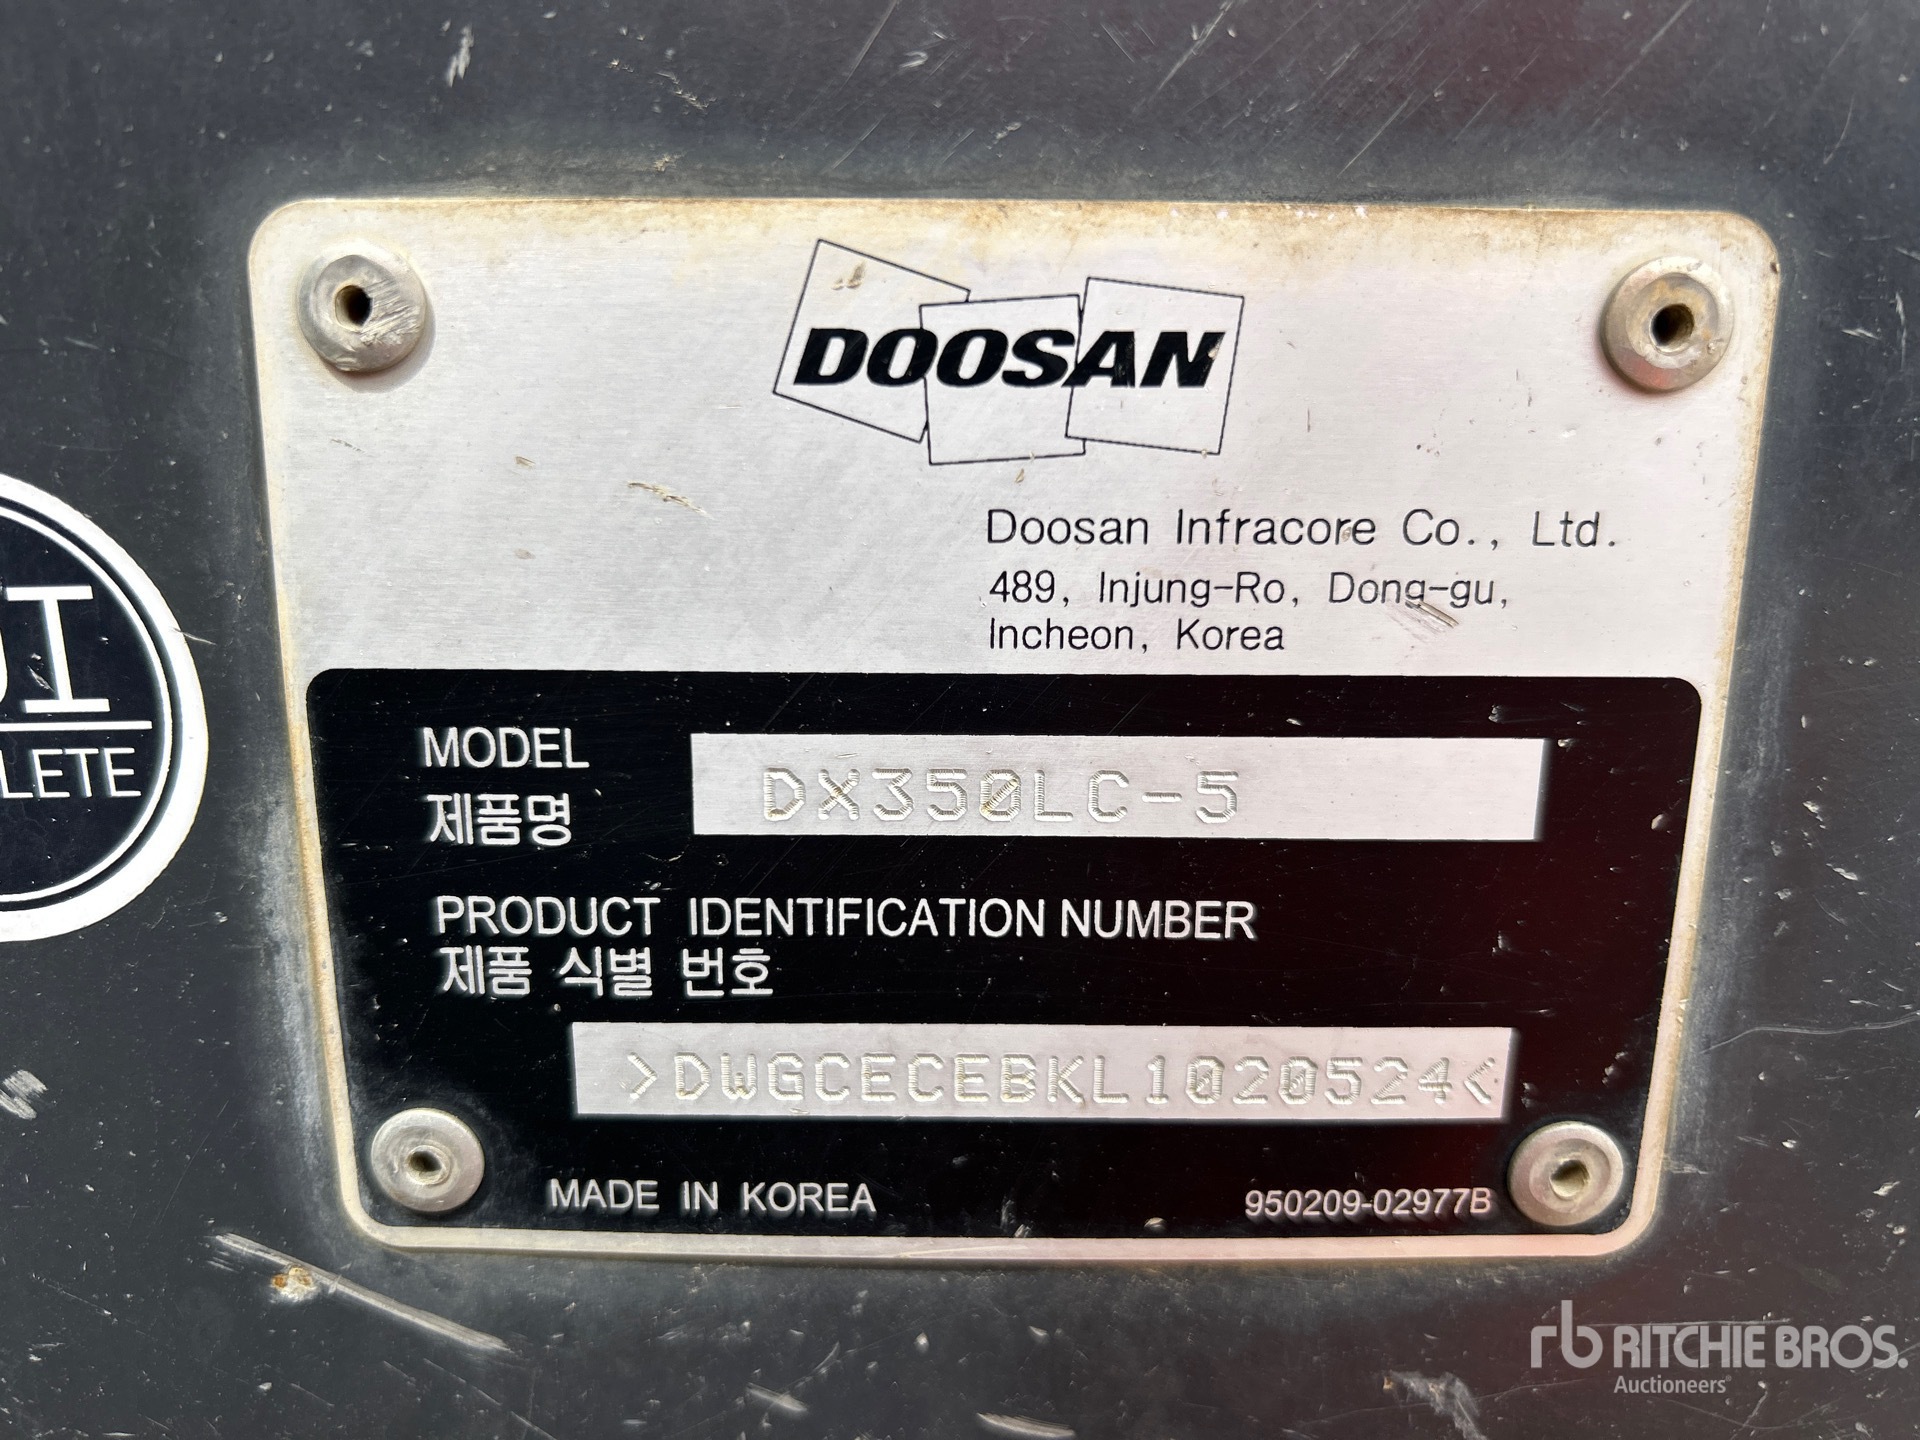 DOOSAN
Doosan Infracore Co., Ltd.
489, Injung-Ro, Dong-gu,
Incheon, Korea
MODEL
제품명
DX350LC-5
PRODUCT IDENTIFICATION NUMBER
제품 식별 번호
>DWGCECEBKL1020524<
MADE IN KOREA
950209-02977B
rb RITCHIE BROS.
Auctioneers